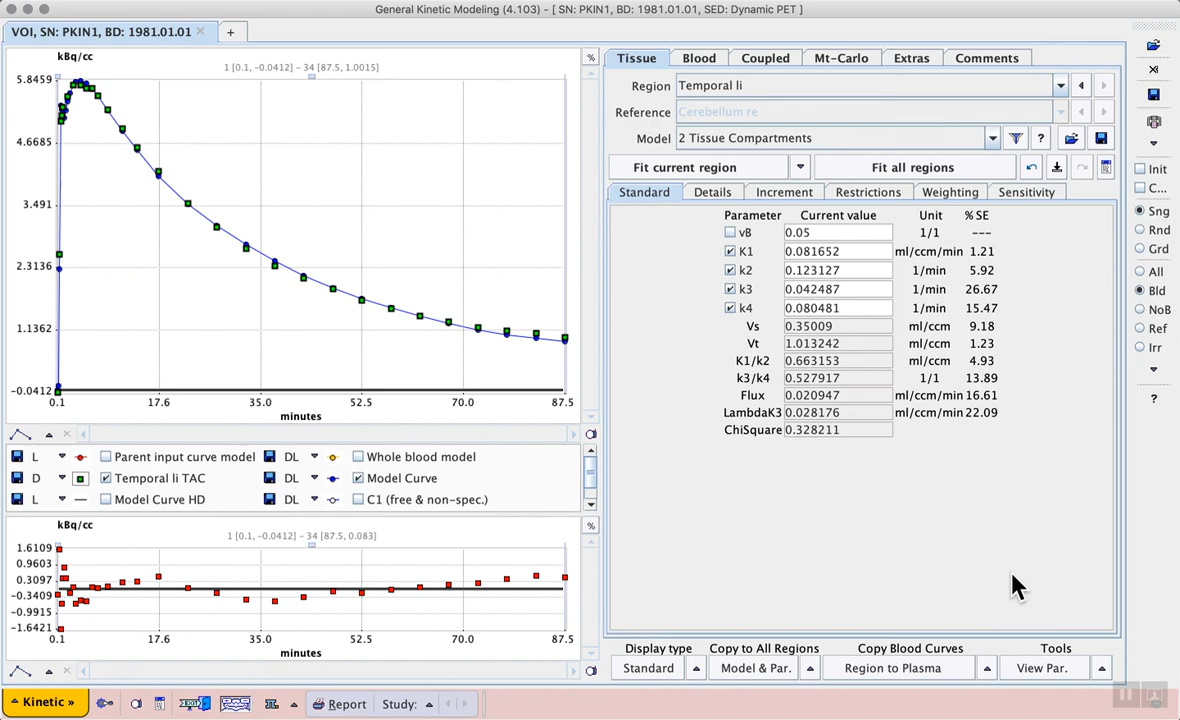 General Kinetic Modeling (4.103) - [ SN: PKIN1, BD: 1981.01.01, SED: Dynamic PET ]
VOI, SN: PKIN1, BD: 1981.01.01
+
kBq/cc
1 [0.1, -0.0412] - 34 [87.5, 1.0015]
%
5.8459
4.6685
3.491
2.3136
1.1362
-0.0412
0.1 17.6 35.0 52.5 70.0 87.5
minutes
L Parent input curve model DL Whole blood model
D Temporal li TAC DL Model Curve
L Model Curve HD DL C1 (free & non-spec.)
kBq/cc
1 [0.1, -0.0412] - 34 [87.5, 0.083]
%
1.6109
0.9603
0.3097
-0.3409
-0.9915
-1.6421
0.1 17.6 35.0 52.5 70.0 87.5
minutes
Tissue Blood Coupled Mt-Carlo Extras Comments
Region Temporal li
Reference Cerebellum re
Model 2 Tissue Compartments ?
Fit current region Fit all regions
Standard Details Increment Restrictions Weighting Sensitivity
Parameter Current value Unit % SE
vB 0.05 1/1 ---
K1 0.081652 ml/ccm/min 1.21
k2 0.123127 1/min 5.92
k3 0.042487 1/min 26.67
k4 0.080481 1/min 15.47
Vs 0.35009 ml/ccm 9.18
Vt 1.013242 ml/ccm 1.23
K1/k2 0.663153 ml/ccm 4.93
k3/k4 0.527917 1/1 13.89
Flux 0.020947 ml/ccm/min 16.61
LambdaK3 0.028176 ml/ccm/min 22.09
ChiSquare 0.328211
Display type Copy to All Regions Copy Blood Curves Tools
Standard Model & Par. Region to Plasma View Par.
Init
C...
Sng
Rnd
Grd
All
Bld
NoB
Ref
Irr
?
Kinetic » Report Study: